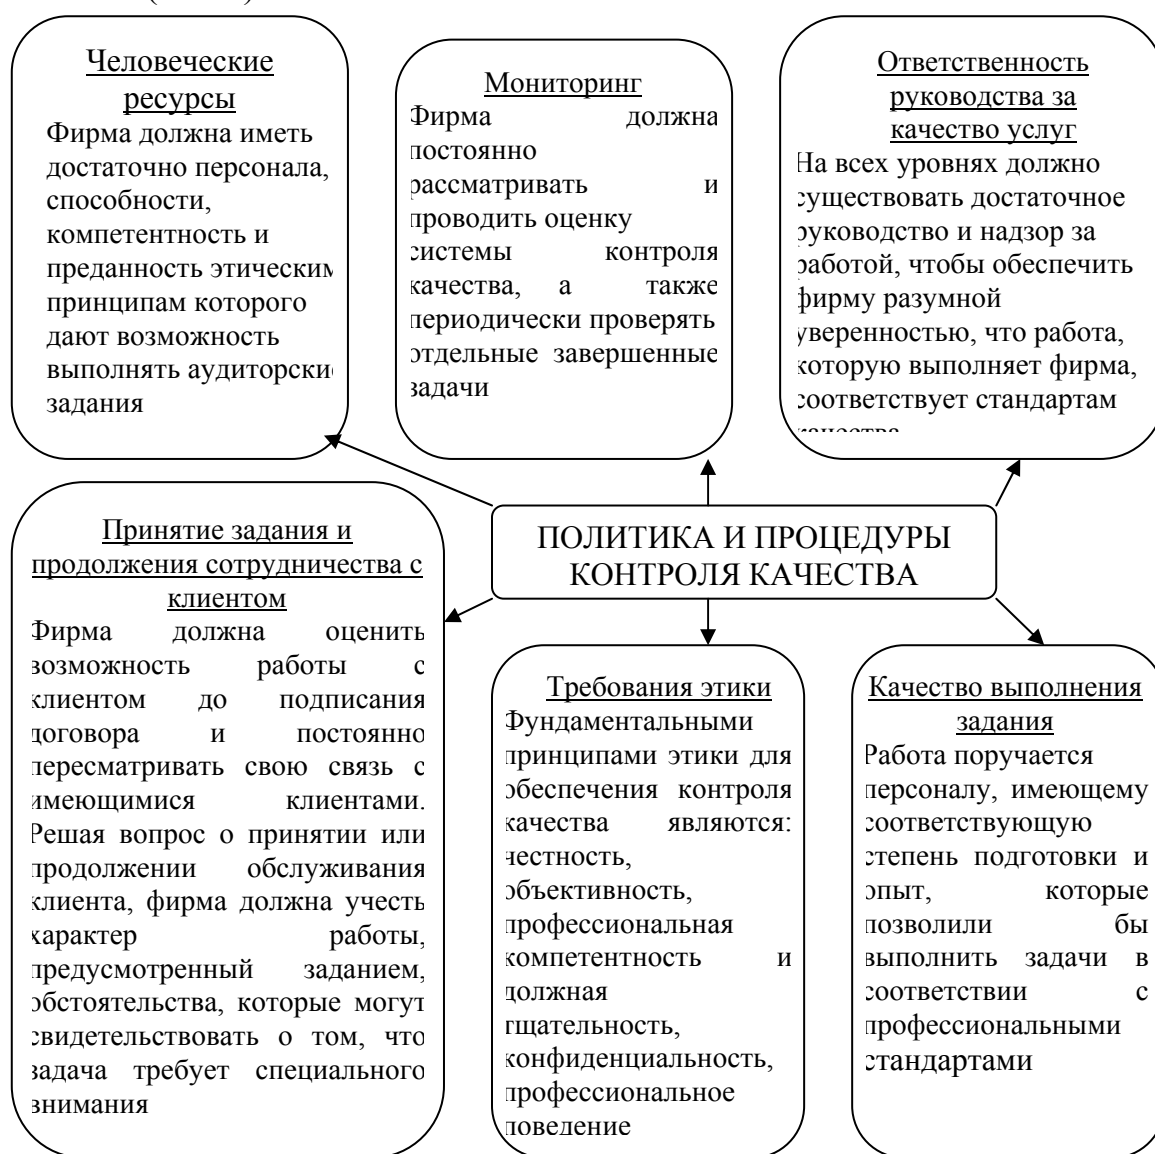 Человеческие
ресурсы
Фирма должна иметь
достаточно персонала,
способности,
компетентность и
преданность этическим
принципам которого
дают возможность
выполнять аудиторские
задания
Мониторинг
Фирма должна
постоянно
рассматривать и
проводить оценку
системы контроля
качества, а также
периодически проверять
отдельные завершенные
задачи
Ответственность
руководства за
качество услуг
На всех уровнях должно
существовать достаточное
руководство и надзор за
работой, чтобы обеспечить
фирму разумной
уверенностью, что работа,
которую выполняет фирма,
соответствует стандартам
качества
ПОЛИТИКА И ПРОЦЕДУРЫ
КОНТРОЛЯ КАЧЕСТВА
Принятие задания и
продолжения сотрудничества с
клиентом
Фирма должна оценить
возможность работы с
клиентом до подписания
договора и постоянно
пересматривать свою связь с
имеющимися клиентами.
Решая вопрос о принятии или
продолжении обслуживания
клиента, фирма должна учесть
характер работы,
предусмотренный заданием,
обстоятельства, которые могут
свидетельствовать о том, что
задача требует специального
внимания
Требования этики
Фундаментальными
принципами этики для
обеспечения контроля
качества являются:
честность,
объективность,
профессиональная
компетентность и
должная
тщательность,
конфиденциальность,
профессиональное
поведение
Качество выполнения
задания
Работа поручается
персоналу, имеющему
соответствующую
степень подготовки и
опыт, которые
позволили бы
выполнить задачи в
соответствии с
профессиональными
стандартами